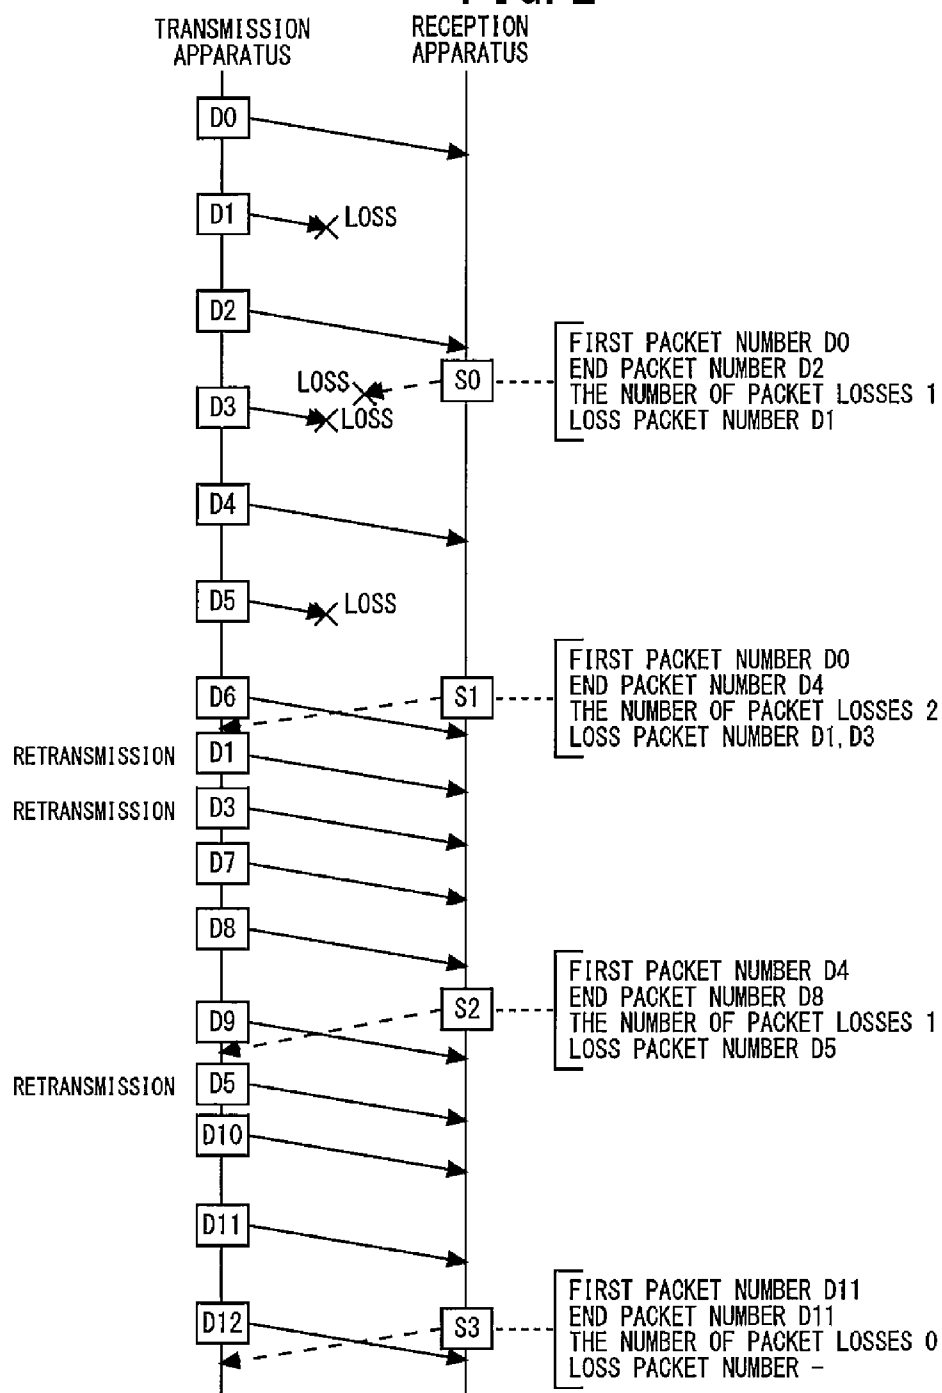 TRANSMISSION
APPARATUS
RECEPTION
APPARATUS
D0
D1
LOSS
D2
FIRST PACKET NUMBER D0
END PACKET NUMBER D2
THE NUMBER OF PACKET LOSSES 1
LOSS PACKET NUMBER D1
S0
LOSS
D3
LOSS
D4
D5
LOSS
FIRST PACKET NUMBER D0
END PACKET NUMBER D4
THE NUMBER OF PACKET LOSSES 2
LOSS PACKET NUMBER D1, D3
D6
S1
RETRANSMISSION
D1
RETRANSMISSION
D3
D7
D8
FIRST PACKET NUMBER D4
END PACKET NUMBER D8
THE NUMBER OF PACKET LOSSES 1
LOSS PACKET NUMBER D5
S2
D9
RETRANSMISSION
D5
D10
D11
FIRST PACKET NUMBER D11
END PACKET NUMBER D11
THE NUMBER OF PACKET LOSSES 0
LOSS PACKET NUMBER -
D12
S3